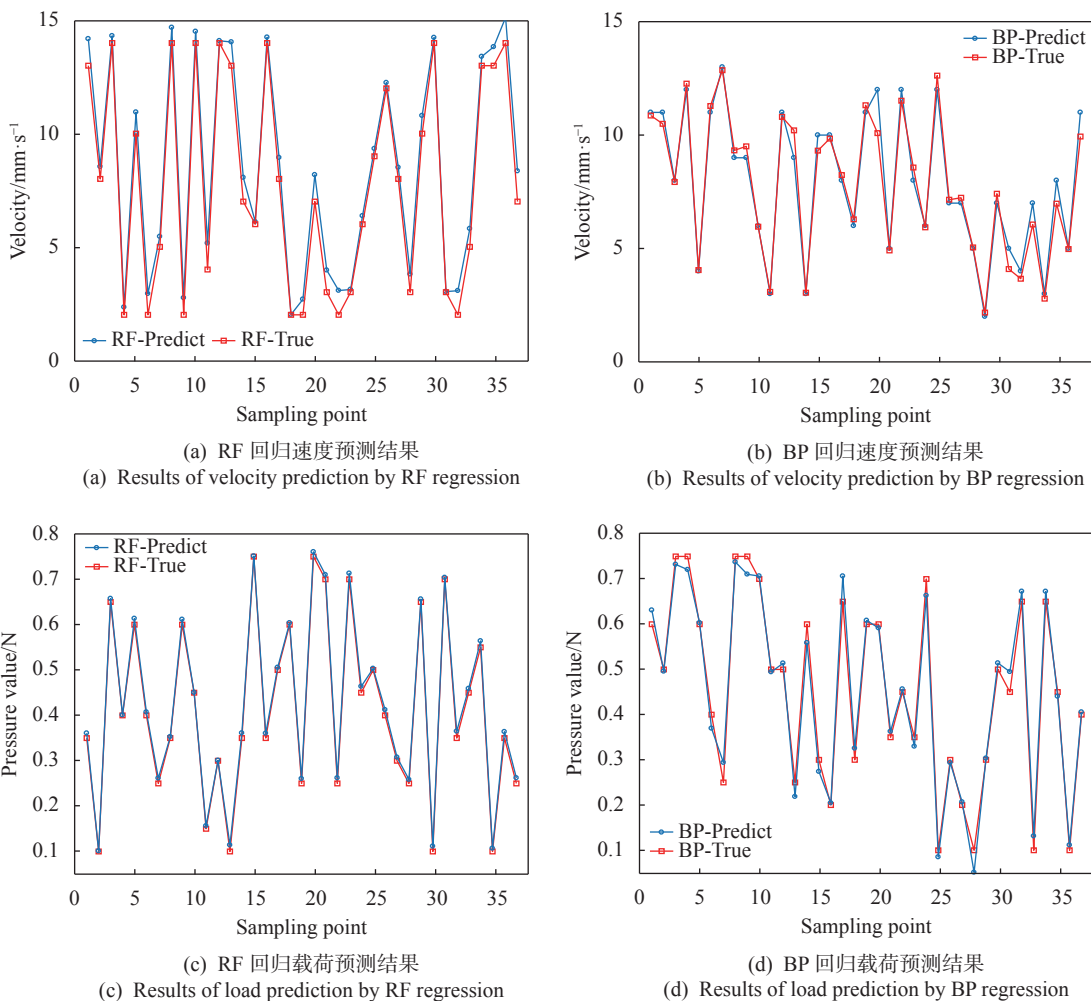 15
10
5
0
Velocity/mm·s⁻¹
RF-Predict RF-True
0 5 10 15 20 25 30 35
Sampling point
(a) RF 回归速度预测结果
(a) Results of velocity prediction by RF regression
15
10
5
0
Velocity/mm·s⁻¹
BP-Predict
BP-True
0 5 10 15 20 25 30 35
Sampling point
(b) BP 回归速度预测结果
(b) Results of velocity prediction by BP regression
0.8
0.7
0.6
0.5
0.4
0.3
0.2
0.1
Pressure value/N
RF-Predict
RF-True
0 5 10 15 20 25 30 35
Sampling point
(c) RF 回归载荷预测结果
(c) Results of load prediction by RF regression
0.8
0.7
0.6
0.5
0.4
0.3
0.2
0.1
Pressure value/N
BP-Predict
BP-True
0 5 10 15 20 25 30 35
Sampling point
(d) BP 回归载荷预测结果
(d) Results of load prediction by BP regression